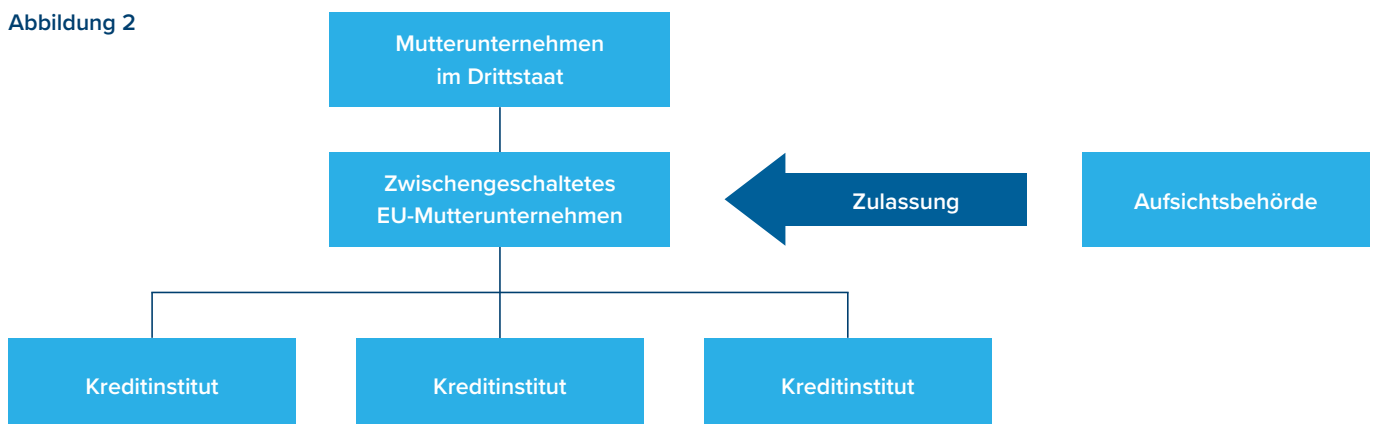 Abbildung 2
Mutterunternehmen
im Drittstaat
Zwischengeschaltetes
EU-Mutterunternehmen
Zulassung
Aufsichtsbehörde
Kreditinstitut
Kreditinstitut
Kreditinstitut